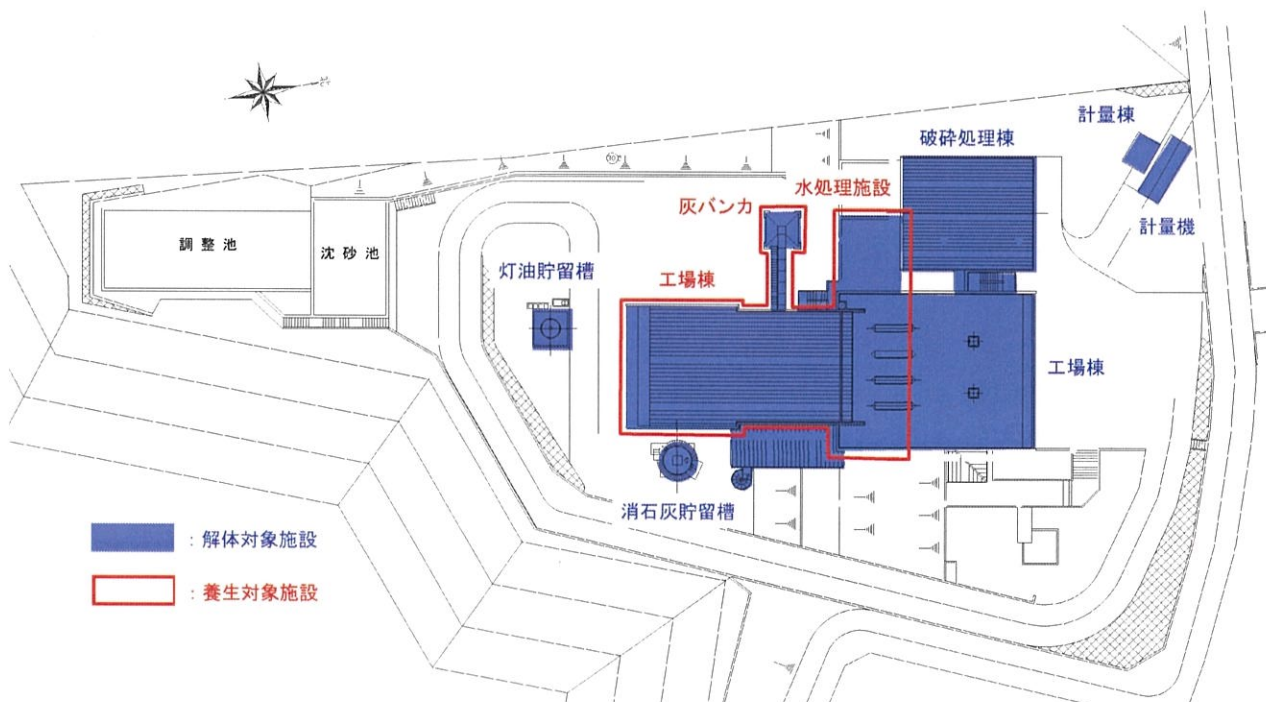 計量棟
破砕処理棟
水処理施設
灰バンカ
計量機
調整池
沈砂池
灯油貯留槽
工場棟
工場棟
消石灰貯留槽
：解体対象施設
：養生対象施設